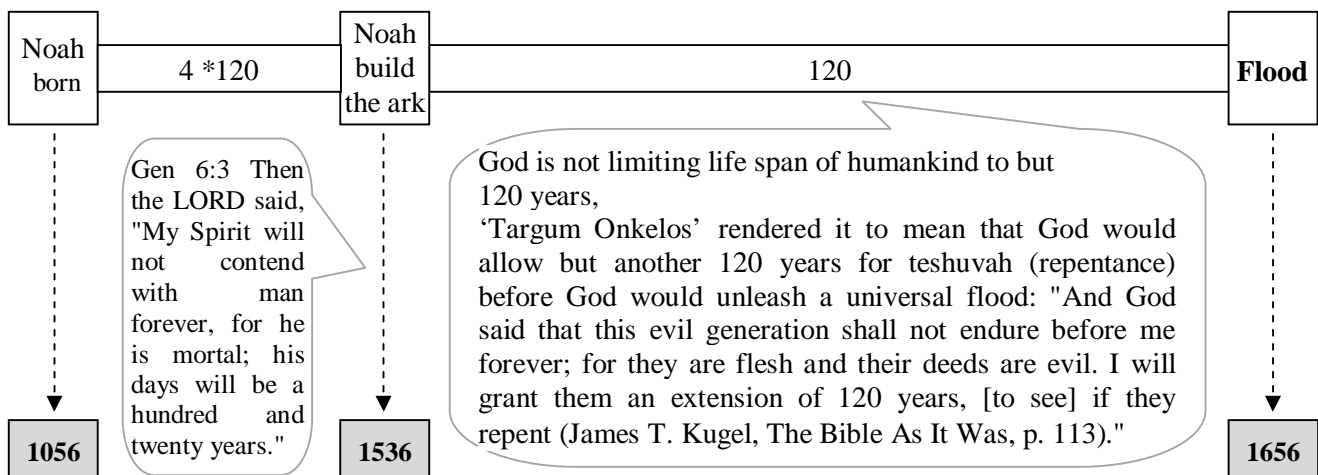 Noah
born
4 *120
Noah
build
the ark
120
Flood
Gen 6:3 Then
the LORD said,
"My Spirit will
not contend
with man
forever, for he
is mortal; his
days will be a
hundred and
twenty years."
God is not limiting life span of humankind to but
120 years,
‘Targum Onkelos’ rendered it to mean that God would
allow but another 120 years for teshuvah (repentance)
before God would unleash a universal flood: "And God
said that this evil generation shall not endure before me
forever; for they are flesh and their deeds are evil. I will
grant them an extension of 120 years, [to see] if they
repent (James T. Kugel, The Bible As It Was, p. 113)."
1056
1536
1656